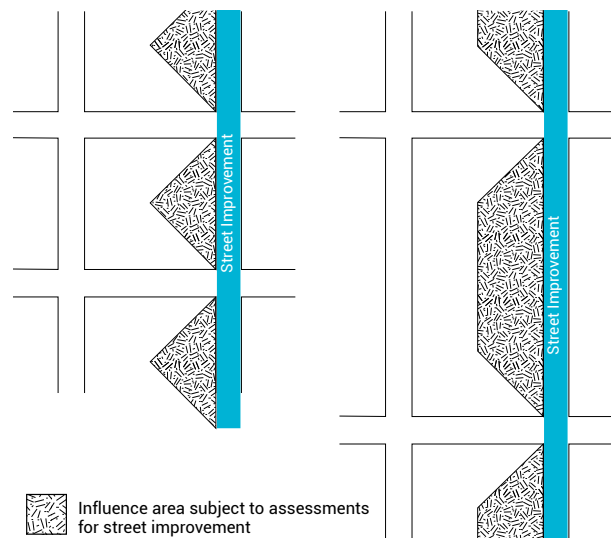 Street Improvement
Street Improvement
Influence area subject to assessments
for street improvement